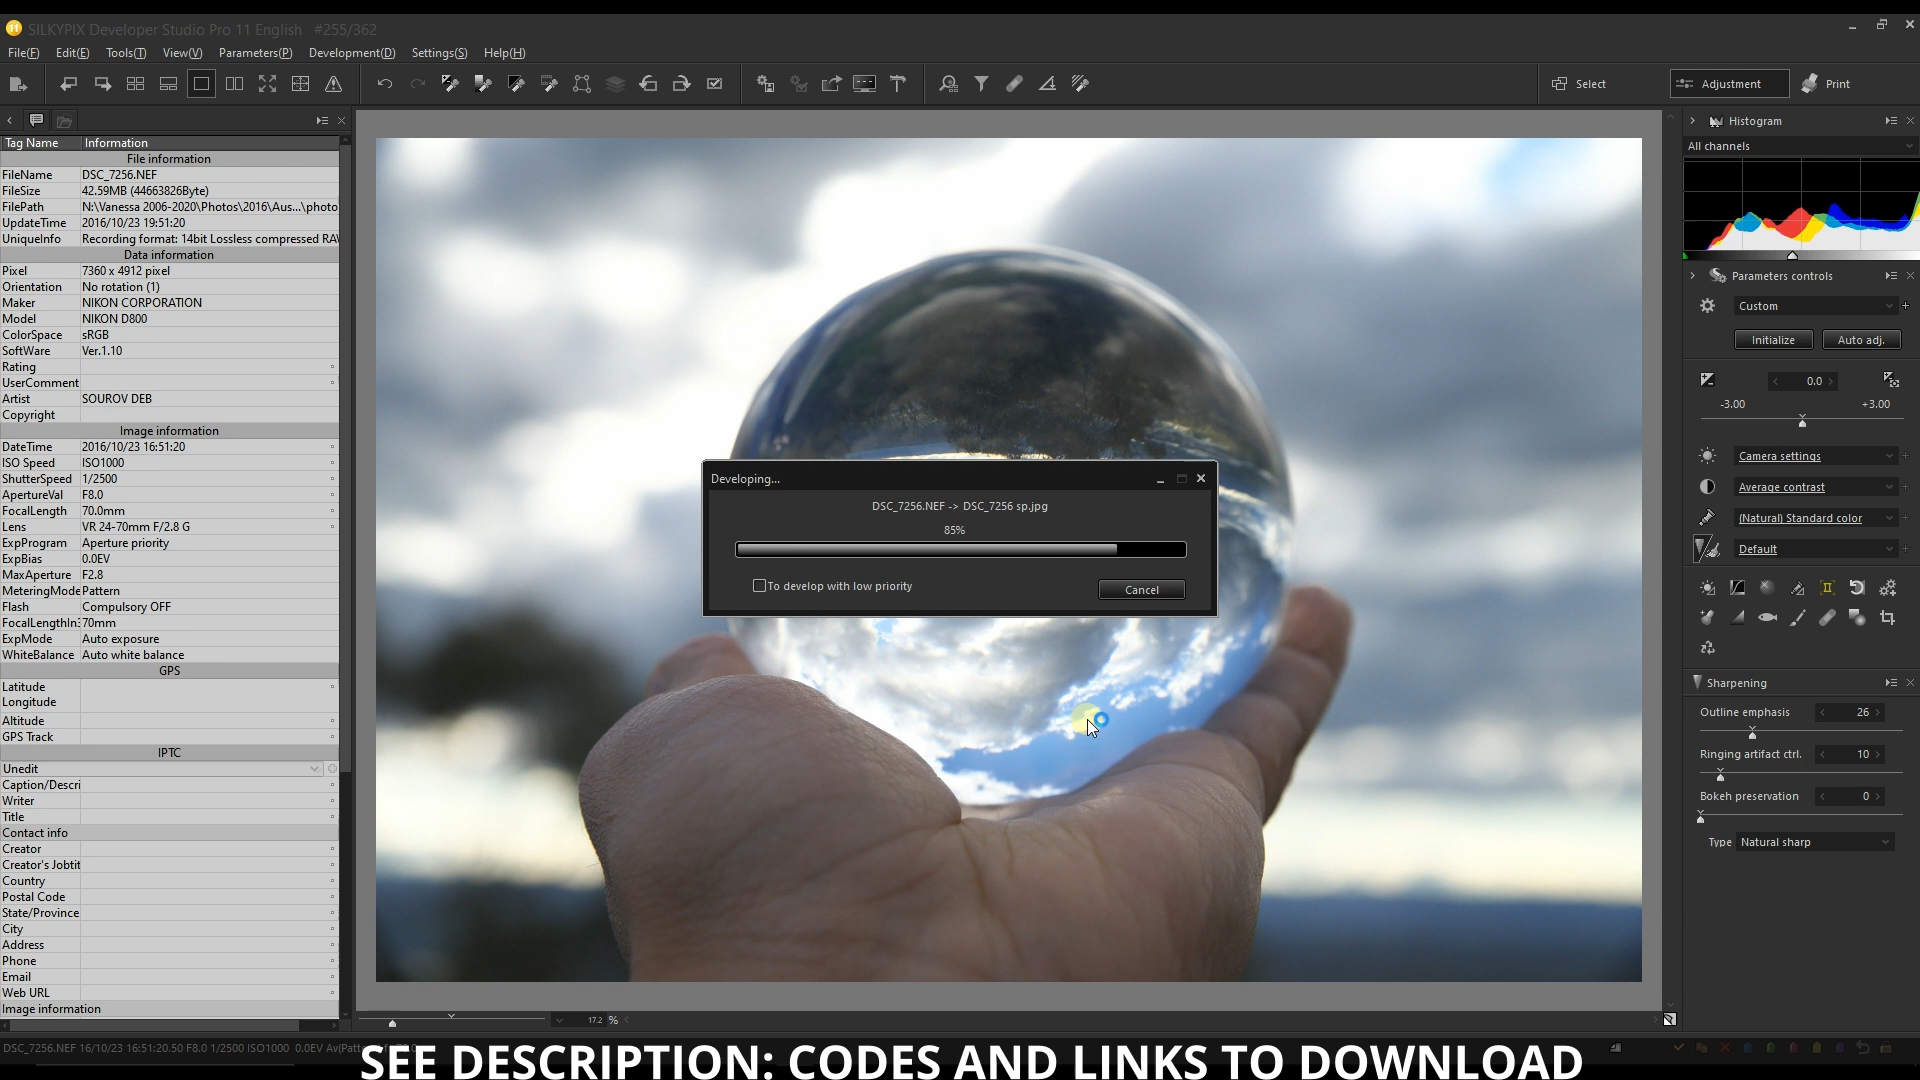 SILKYPIX Developer Studio Pro 11 English #255/362
File(F) Edit(E) Tools(T) View(V) Parameters(P) Development(D) Settings(S) Help(H)
Select Adjustment Print
Tag Name Information
File information
FileName DSC_7256.NEF
FileSize 42.59MB (44663826Byte)
FilePath N:\Vanessa 2006-2020\Photos\2016\Aus...\photo
UpdateTime 2016/10/23 19:51:20
UniqueInfo Recording format: 14bit Lossless compressed RAW
Data information
Pixel 7360 x 4912 pixel
Orientation No rotation (1)
Maker NIKON CORPORATION
Model NIKON D800
ColorSpace sRGB
SoftWare Ver.1.10
Rating
UserComment
Artist SOUROV DEB
Copyright
Image information
DateTime 2016/10/23 16:51:20
ISO Speed ISO1000
ShutterSpeed 1/2500
ApertureVal F8.0
FocalLength 70.0mm
Lens VR 24-70mm F/2.8 G
ExpProgram Aperture priority
ExpBias 0.0EV
MaxAperture F2.8
MeteringMode Pattern
Flash Compulsory OFF
FocalLengthIn3 70mm
ExpMode Auto exposure
WhiteBalance Auto white balance
GPS
Latitude
Longitude
Altitude
GPS Track
IPTC
Unedit
Caption/Descri
Writer
Title
Contact info
Creator
Creator's Jobtit
Country
Postal Code
State/Province
City
Address
Phone
Email
Web URL
Image information
DSC_7256.NEF 16/10/23 16:51:20.50 F8.0 1/2500 ISO1000 0.0EV Av(Pat
Developing...
DSC_7256.NEF -> DSC_7256 sp.jpg
85%
To develop with low priority
Cancel
17.2 %
Histogram
All channels
Parameters controls
Custom
Initialize Auto adj.
0.0
-3.00 +3.00
Camera settings
Average contrast
(Natural) Standard color
Default
Sharpening
Outline emphasis 26
Ringing artifact ctrl. 10
Bokeh preservation 0
Type Natural sharp
SEE DESCRIPTION: CODES AND LINKS TO DOWNLOAD